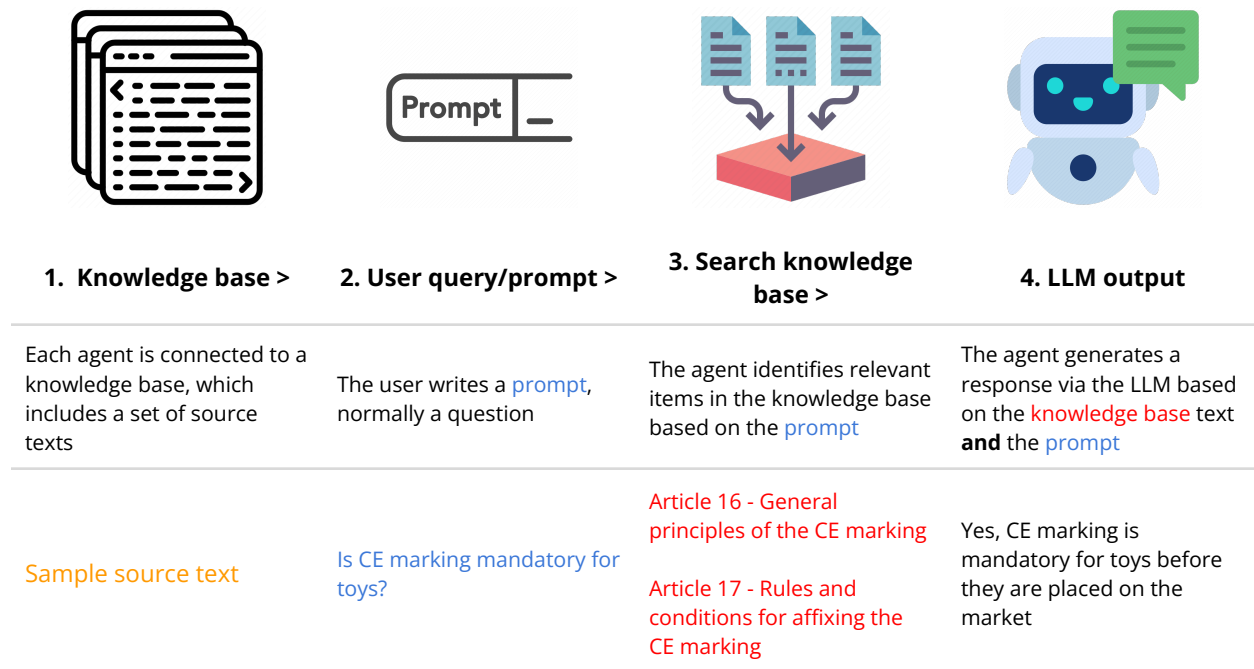 Prompt
1. Knowledge base >
2. User query/prompt >
3. Search knowledge
base >
4. LLM output
Each agent is connected to a
knowledge base, which
includes a set of source
texts
The user writes a prompt,
normally a question
The agent identifies relevant
items in the knowledge base
based on the prompt
The agent generates a
response via the LLM based
on the knowledge base text
and the prompt
Sample source text
Is CE marking mandatory for
toys?
Article 16 - General
principles of the CE marking
Article 17 - Rules and
conditions for affixing the
CE marking
Yes, CE marking is
mandatory for toys before
they are placed on the
market